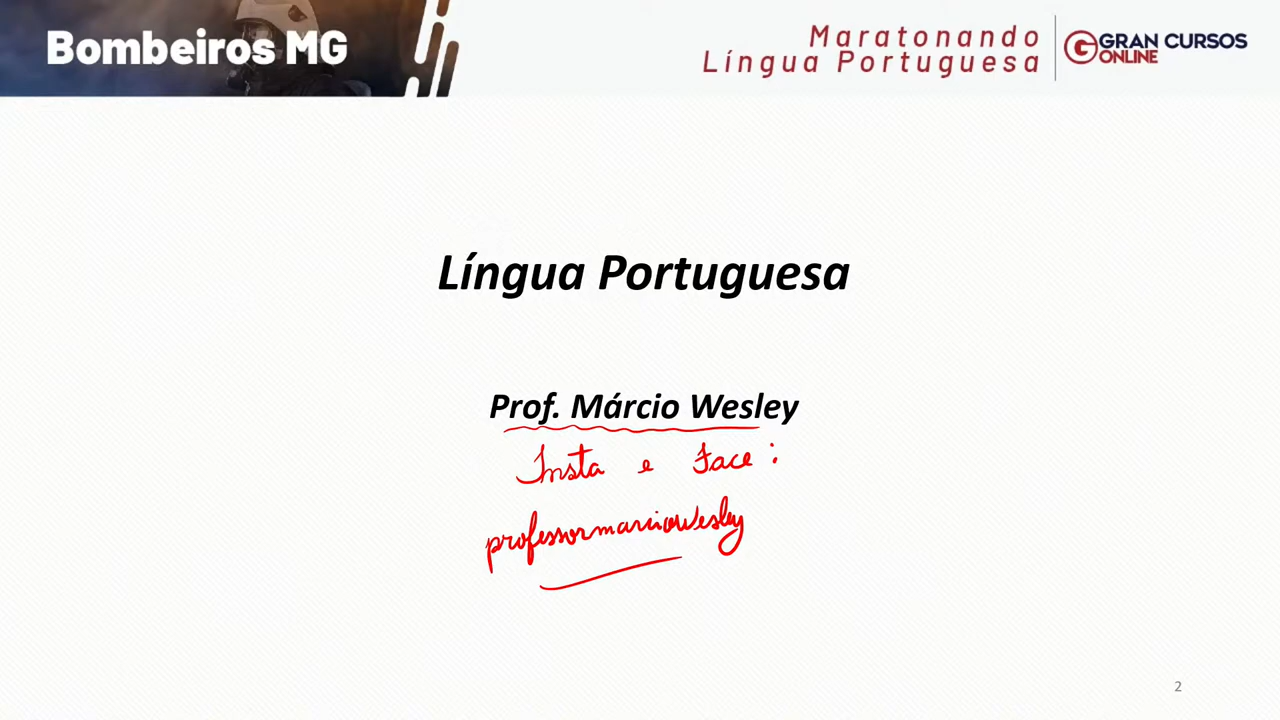 Bombeiros MG
Maratonando
Língua Portuguesa
GRAN CURSOS
ONLINE
Língua Portuguesa
Prof. Márcio Wesley
Insta e Face:
professormarciowesley
2